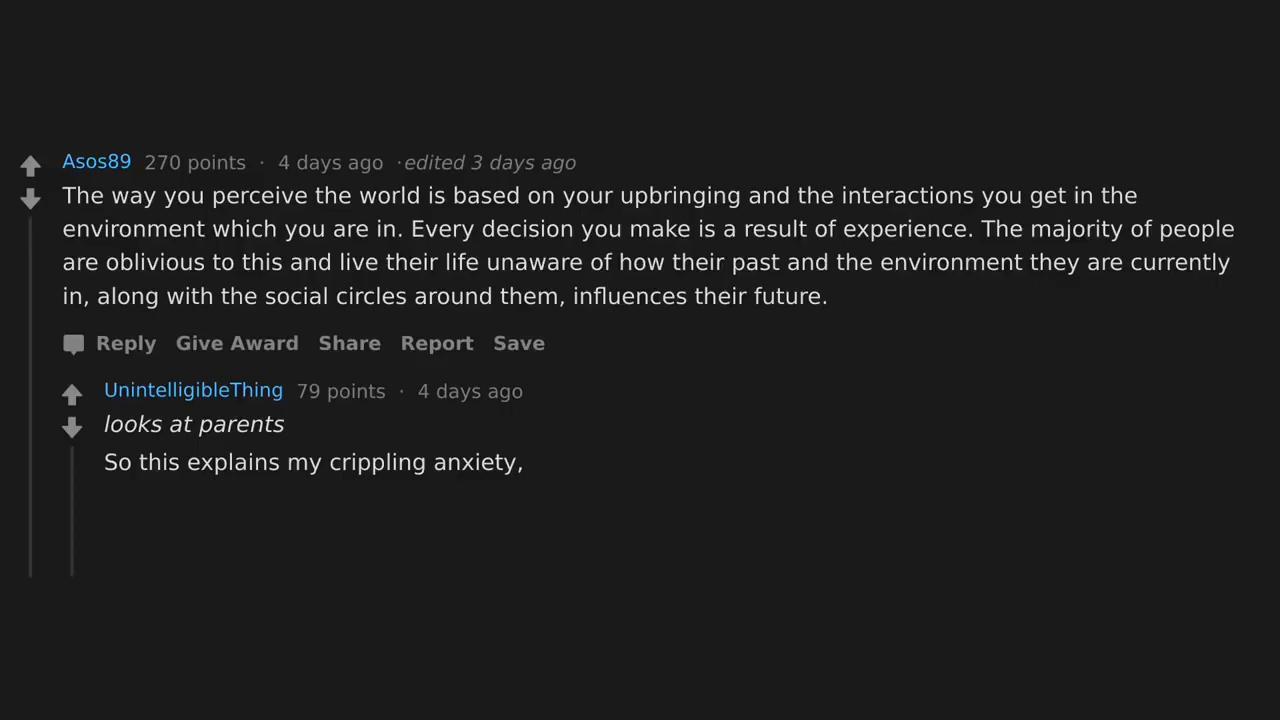 Asos89 270 points · 4 days ago ·edited 3 days ago
The way you perceive the world is based on your upbringing and the interactions you get in the
environment which you are in. Every decision you make is a result of experience. The majority of people
are oblivious to this and live their life unaware of how their past and the environment they are currently
in, along with the social circles around them, influences their future.
Reply Give Award Share Report Save
UnintelligibleThing 79 points · 4 days ago
looks at parents
So this explains my crippling anxiety,